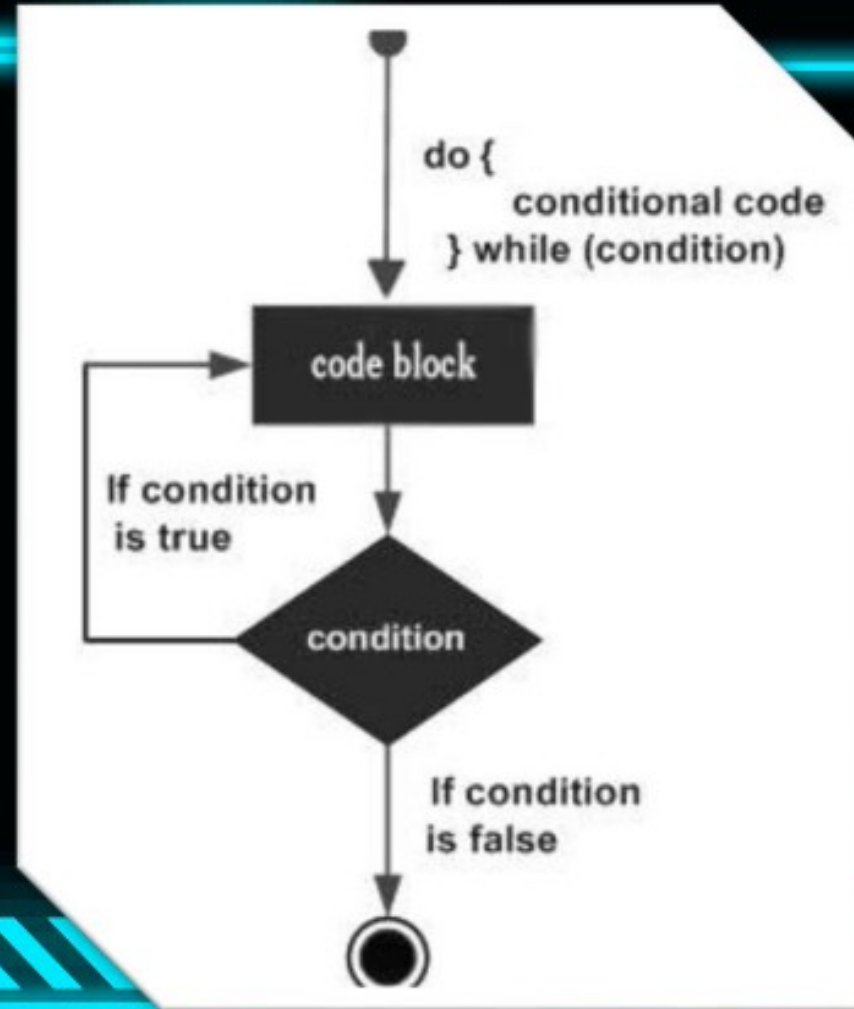 do {
conditional code
} while (condition)
code block
If condition
is true
condition
If condition
is false